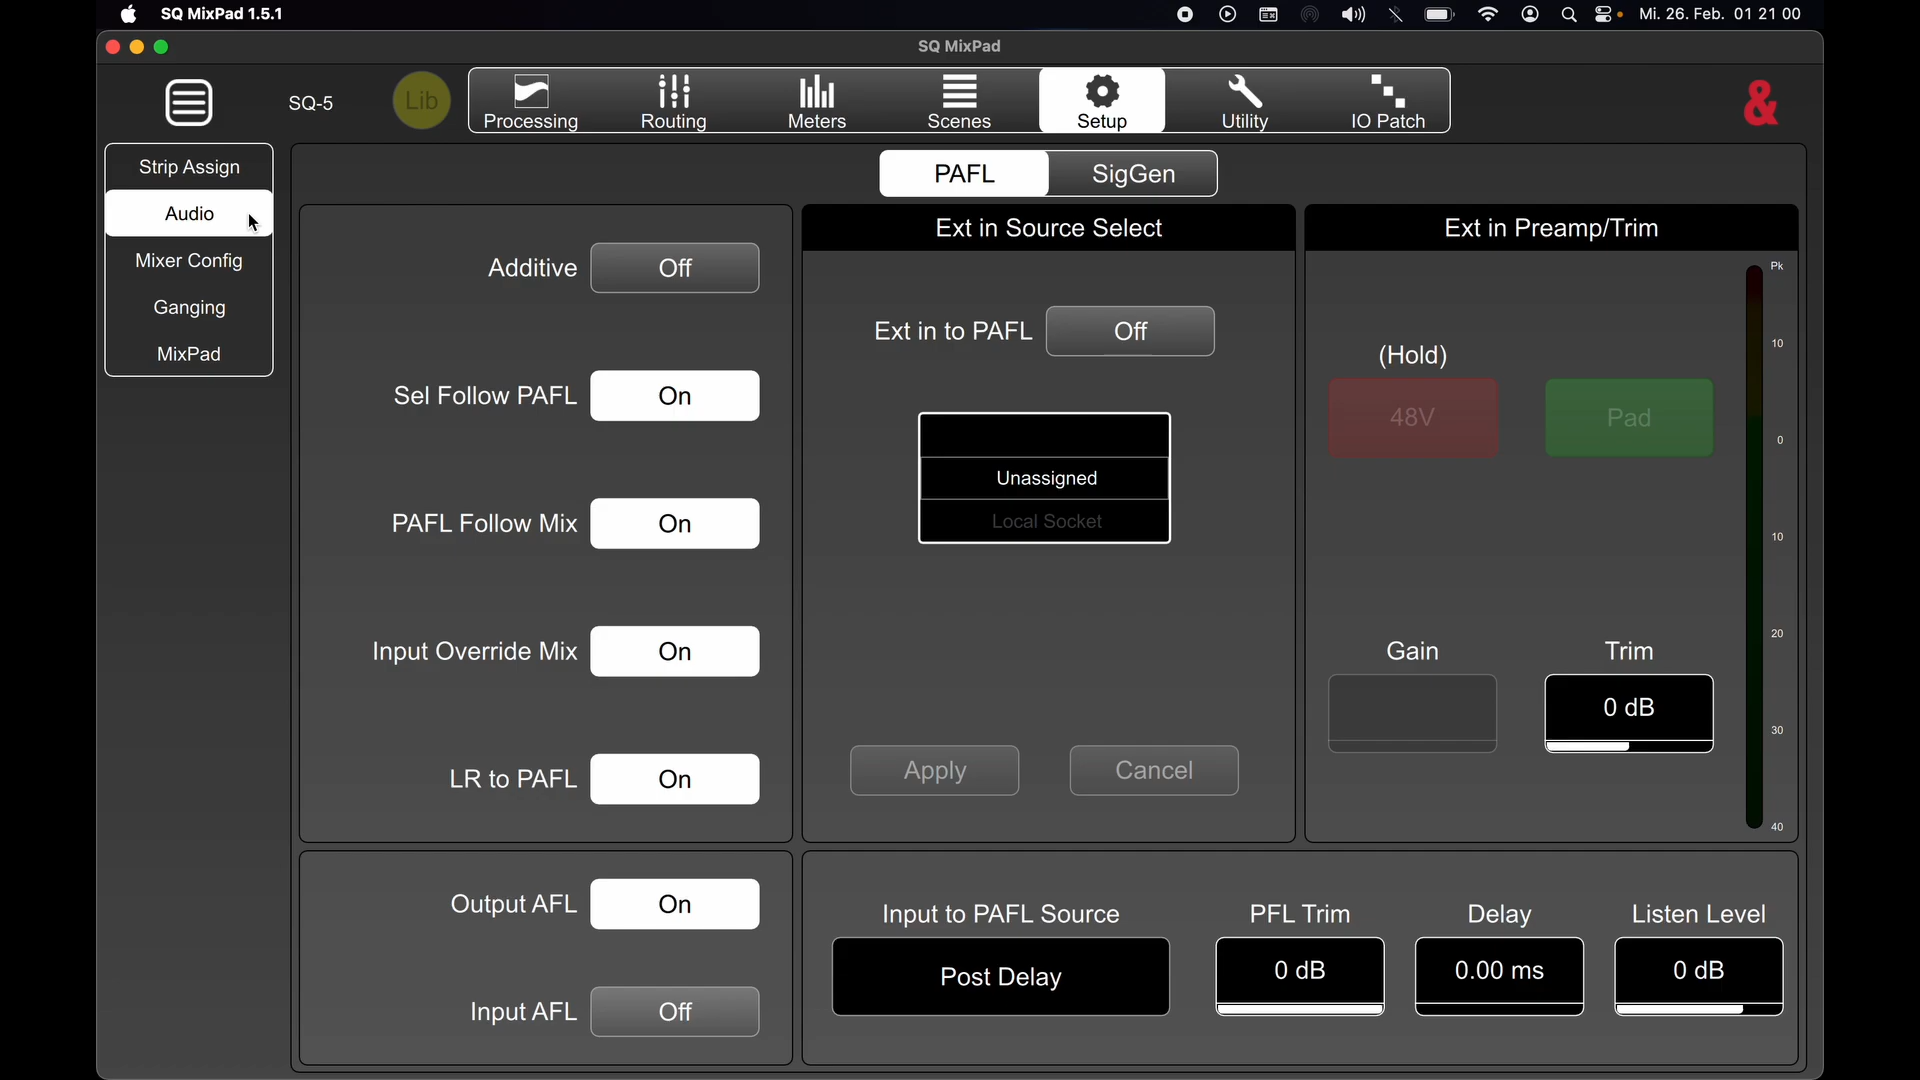 SQ MixPad 1.5.1
Mi. 26. Feb. 01 21 00
SQ MixPad
SQ-5
Lib
Processing
Routing
Meters
Scenes
Setup
Utility
IO Patch
&
Strip Assign
Audio
Mixer Config
Ganging
MixPad
PAFL
SigGen
Additive Off
Sel Follow PAFL On
PAFL Follow Mix On
Input Override Mix On
LR to PAFL On
Output AFL On
Input AFL Off
Ext in Source Select
Ext in to PAFL Off
Unassigned
Local Socket
Apply
Cancel
Ext in Preamp/Trim
(Hold)
48V
Pad
Gain
Trim
0 dB
Pk
10
0
10
20
30
40
Input to PAFL Source
Post Delay
PFL Trim
0 dB
Delay
0.00 ms
Listen Level
0 dB